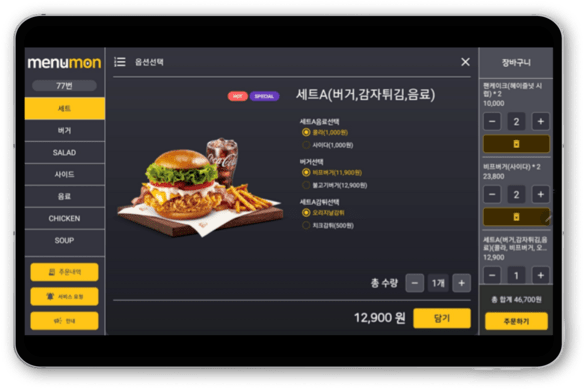 menumon
77번
세트
버거
SALAD
사이드
음료
CHICKEN
SOUP
주문내역
서비스 요청
안내
옵션선택
HOT
SPECIAL
세트A(버거,감자튀김,음료)
세트A음료선택
콜라(1,000원)
사이다(1,000원)
버거선택
비프버거(11,900원)
불고기버거(12,900원)
세트A감튀선택
오리지날감튀
치즈감튀(500원)
총 수량
1개
12,900 원
담기
장바구니
팬케이크(메이플넛 시
럽) * 2
10,000
2
비프버거(사이다) * 2
23,800
2
세트A(버거,감자튀김,음
료)(콜라, 비프버거, 오...
12,900
1
총 합계 46,700원
주문하기